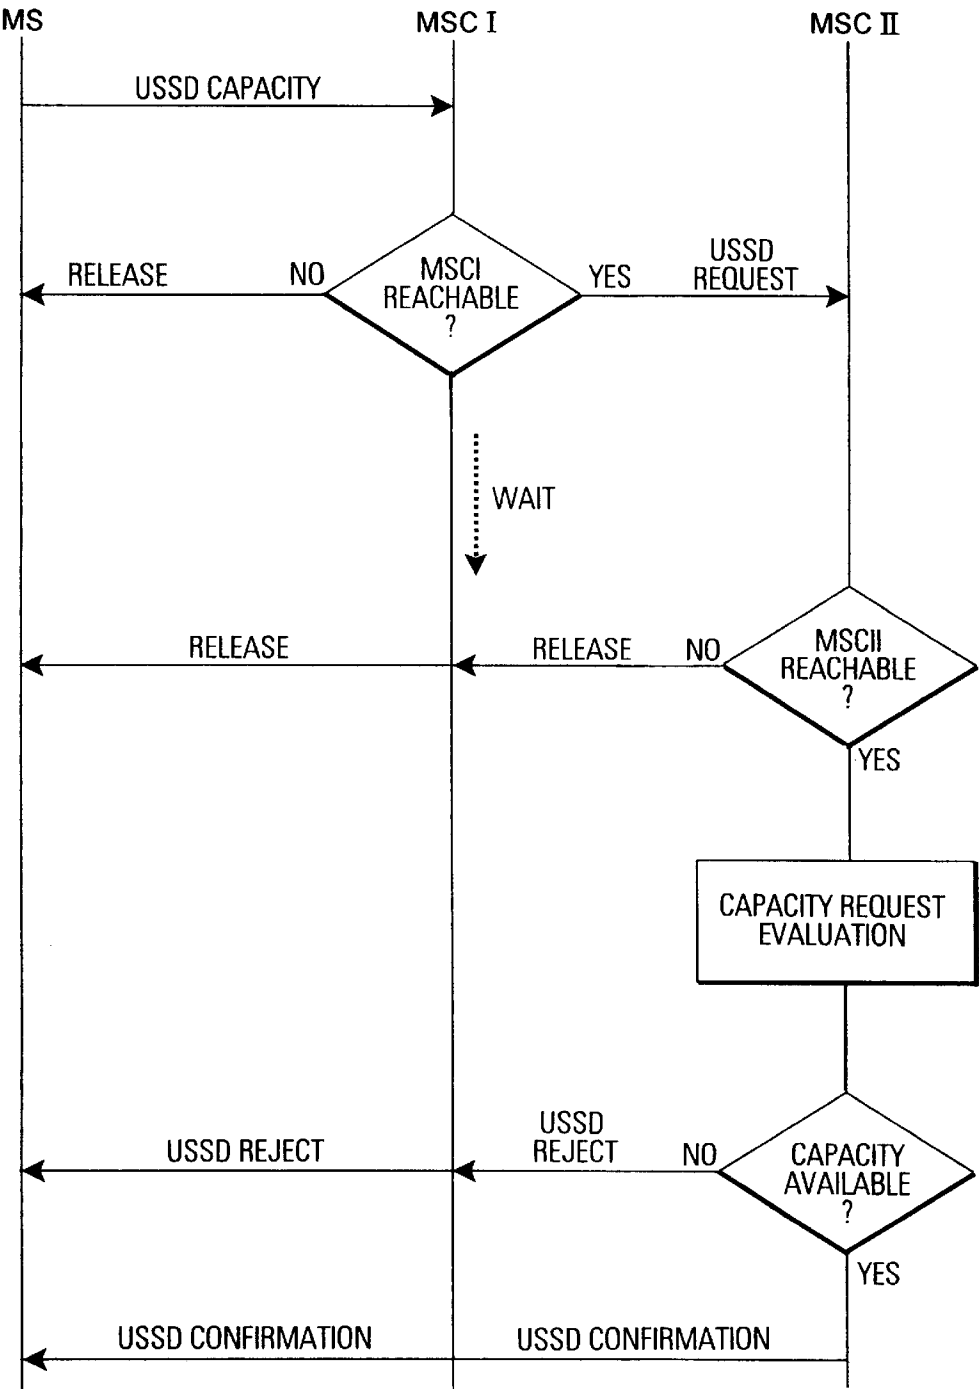 MS
MSC I
MSC II
USSD CAPACITY
RELEASE
NO
MSCI
REACHABLE
?
YES
USSD
REQUEST
WAIT
RELEASE
RELEASE
NO
MSCII
REACHABLE
?
YES
CAPACITY REQUEST
EVALUATION
USSD REJECT
USSD
REJECT
NO
CAPACITY
AVAILABLE
?
YES
USSD CONFIRMATION
USSD CONFIRMATION